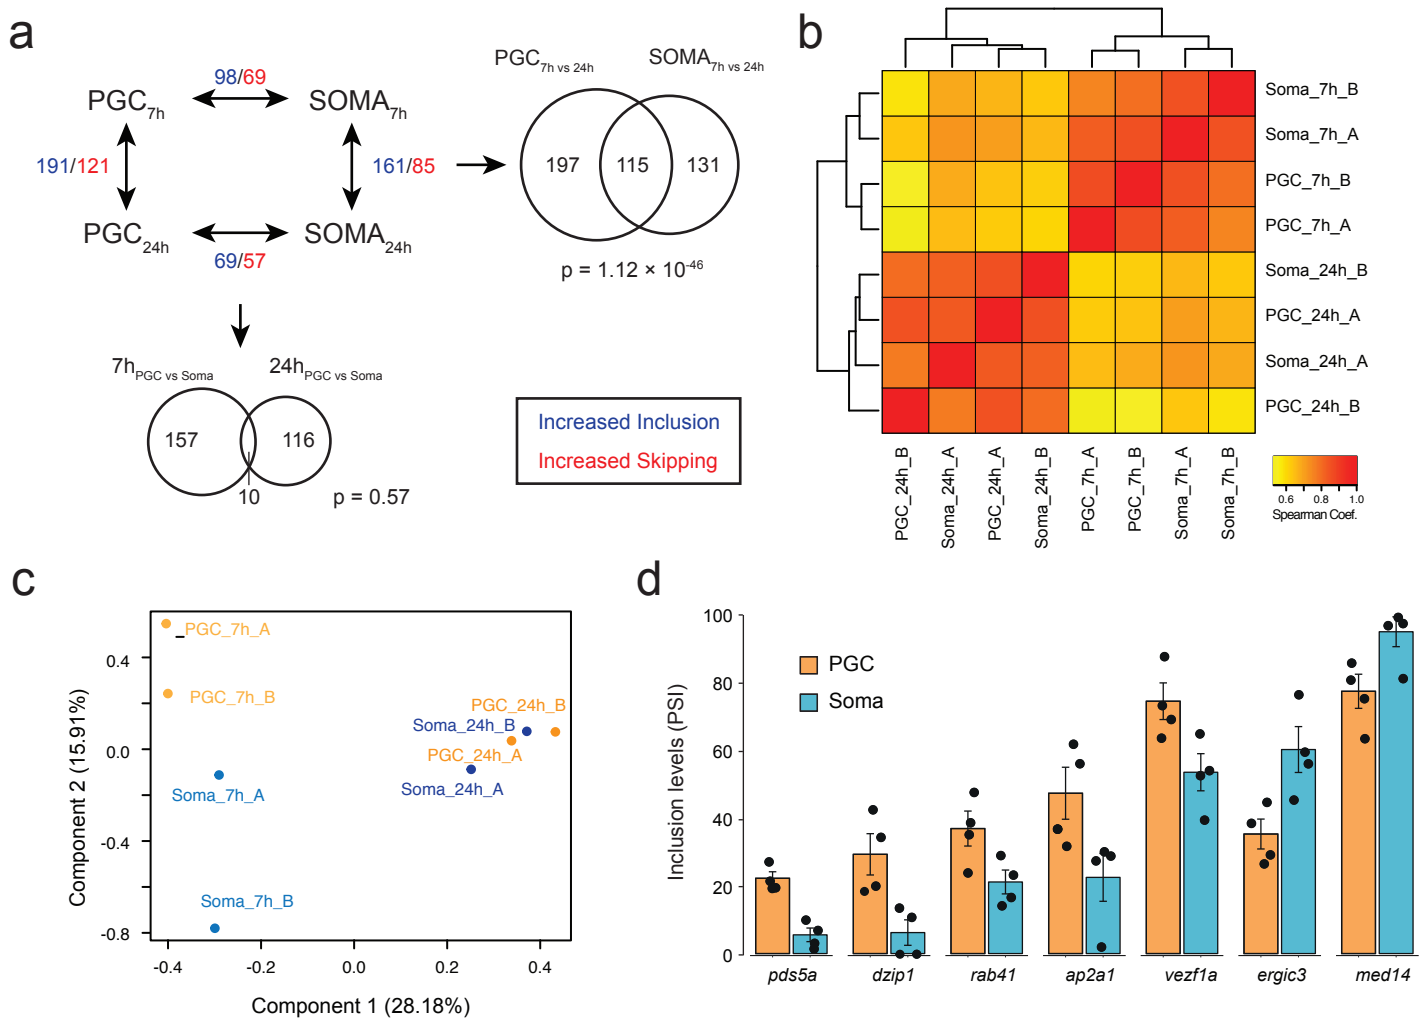 a
98/69
PGC7h
SOMA7h
191/121
161/85
PGC24h
SOMA24h
69/57
PGC7h vs 24h
SOMA7h vs 24h
197
115
131
p = 1.12 × 10-46
7hPGC vs Soma
24hPGC vs Soma
157
116
10
p = 0.57
Increased Inclusion
Increased Skipping
b
Soma_7h_B
Soma_7h_A
PGC_7h_B
PGC_7h_A
Soma_24h_B
PGC_24h_A
Soma_24h_A
PGC_24h_B
PGC_24h_B
Soma_24h_A
PGC_24h_A
Soma_24h_B
PGC_7h_A
PGC_7h_B
Soma_7h_A
Soma_7h_B
0.6 0.8 1.0
Spearman Coef.
c
Component 2 (15.91%)
0.4
0.0
-0.4
-0.8
_PGC_7h_A
PGC_7h_B
Soma_7h_A
Soma_7h_B
PGC_24h_B
Soma_24h_B
PGC_24h_A
Soma_24h_A
-0.4 -0.2 0.0 0.2 0.4
Component 1 (28.18%)
d
Inclusion levels (PSI)
100
80
60
40
20
0
PGC
Soma
pds5a dzip1 rab41 ap2a1 vezf1a ergic3 med14